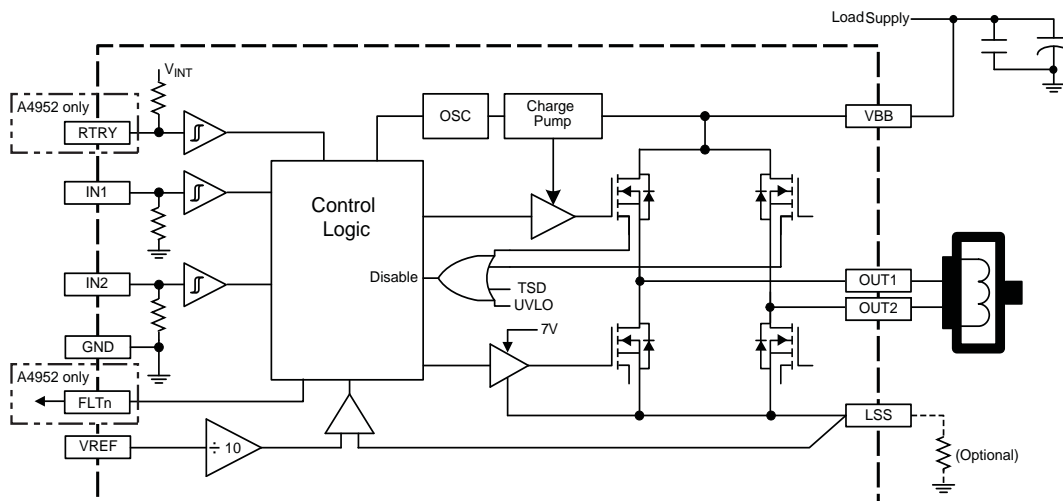 Load Supply
VINT
A4952 only
RTRY
OSC
Charge
Pump
VBB
IN1
Control
Logic
Disable
TSD
UVLO
IN2
OUT1
OUT2
7V
GND
A4952 only
FLTn
LSS
VREF
÷ 10
(Optional)